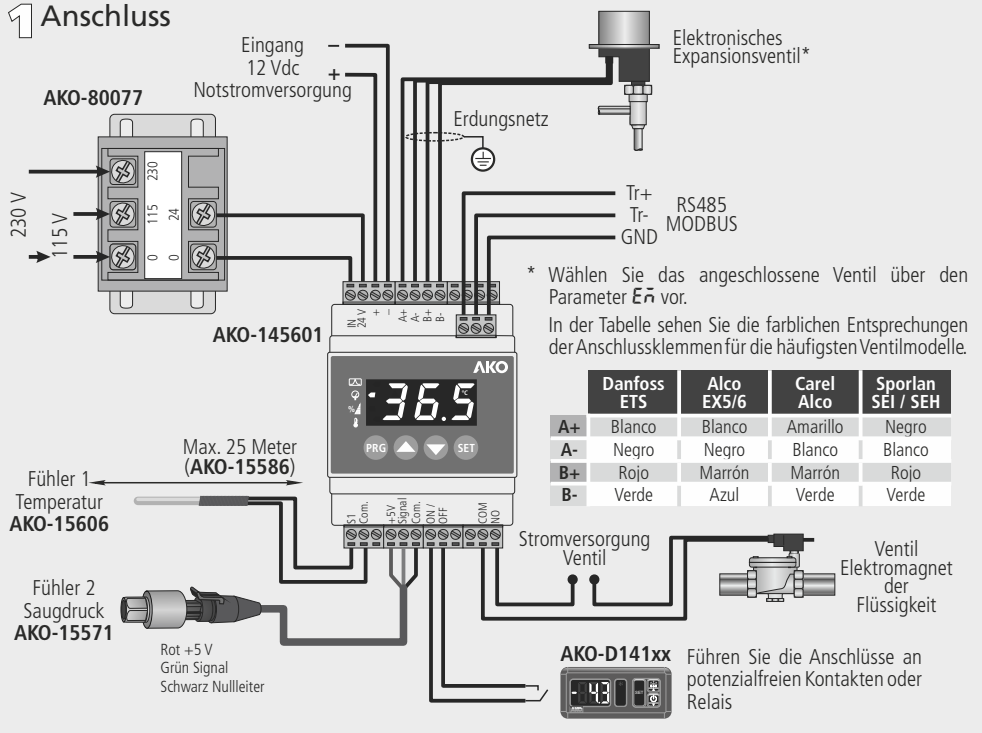 1 Anschluss
Eingang –
12 Vdc +
Notstromversorgung
AKO-80077
Elektronisches
Expansionsventil*
Erdungsnetz
230 V
115 V
230
115
0
24
0
Tr+
Tr-
GND
RS485
MODBUS
IN
24 V
+
–
A+
A-
B+
B-
AKO-145601
* Wählen Sie das angeschlossene Ventil über den
Parameter En vor.
In der Tabelle sehen Sie die farblichen Entsprechungen
der Anschlussklemmen für die häufigsten Ventilmodelle.
Danfoss ETS Alco EX5/6 Carel Alco Sporlan SEI / SEH
A+ Blanco Blanco Amarillo Negro
A- Negro Negro Blanco Blanco
B+ Rojo Marrón Marrón Rojo
B- Verde Azul Verde Verde
AKO
36.5
°C
%
PRG
SET
Max. 25 Meter
(AKO-15586)
Fühler 1
Temperatur
AKO-15606
S1
Com.
+5V
Signal
Com.
ON /
OFF
COM
NO
Stromversorgung
Ventil
Ventil
Elektromagnet
der
Flüssigkeit
Fühler 2
Saugdruck
AKO-15571
Rot +5 V
Grün Signal
Schwarz Nullleiter
AKO-D141xx
-4.3
SET
Führen Sie die Anschlüsse an
potenzialfreien Kontakten oder
Relais